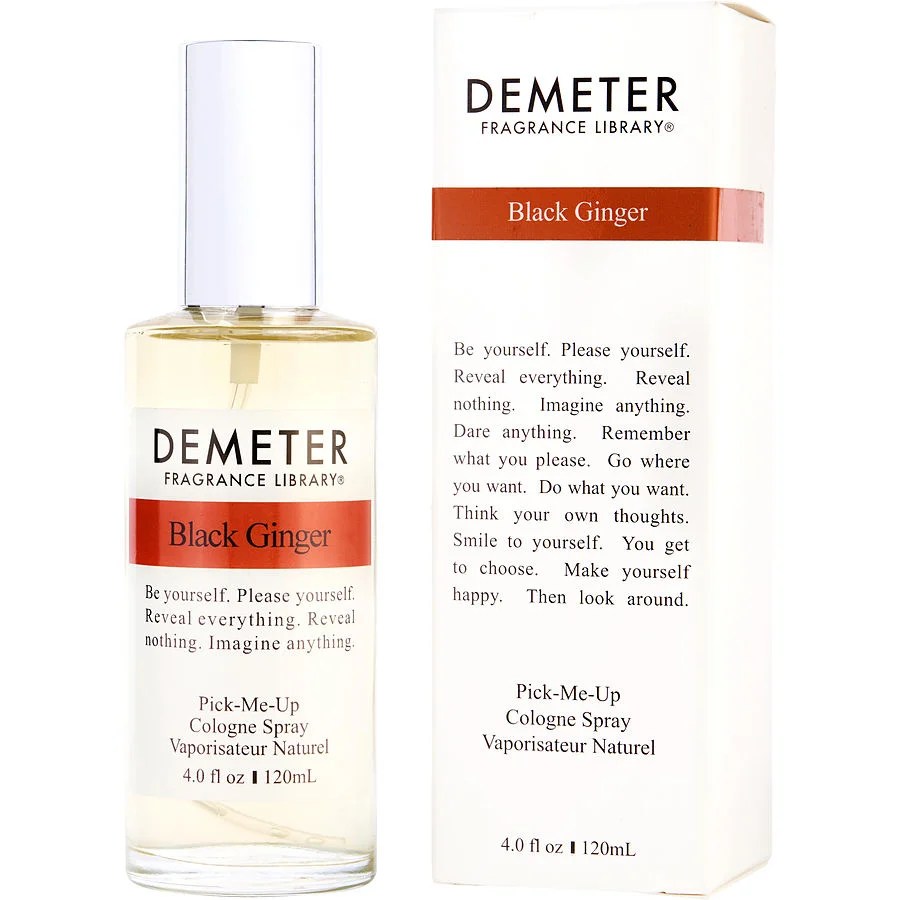 DEMETER
FRAGRANCE LIBRARY®
Black Ginger
Be yourself. Please yourself.
Reveal everything. Reveal
nothing. Imagine anything.
Pick-Me-Up
Cologne Spray
Vaporisateur Naturel
4.0 fl oz ❚ 120mL
DEMETER
FRAGRANCE LIBRARY®
Black Ginger
Be yourself. Please yourself.
Reveal everything. Reveal
nothing. Imagine anything.
Dare anything. Remember
what you please. Go where
you want. Do what you want.
Think your own thoughts.
Smile to yourself. You get
to choose. Make yourself
happy. Then look around.
Pick-Me-Up
Cologne Spray
Vaporisateur Naturel
4.0 fl oz ❚ 120mL